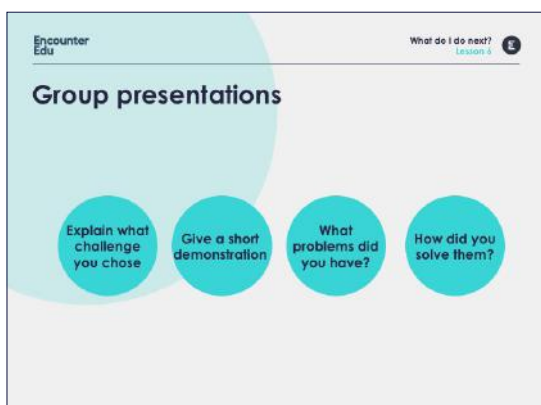 Encounter
Edu
What do I do next?
Lesson 6
E
Group presentations
Explain what
challenge
you chose
Give a short
demonstration
What
problems did
you have?
How did you
solve them?